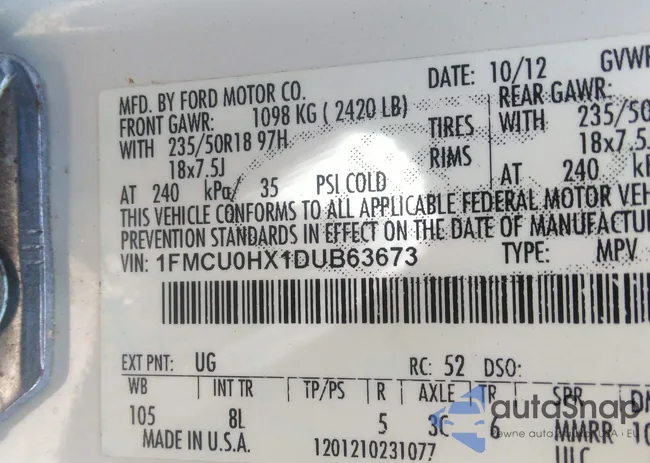 MFD. BY FORD MOTOR CO.
DATE: 10/12 GVWR
FRONT GAWR: 1098 KG ( 2420 LB)
REAR GAWR:
WITH 235/50R18 97H TIRES WITH 235/50
18x7.5J RIMS 18x7.5
AT 240 kPa/ 35 PSI COLD AT 240
THIS VEHICLE CONFORMS TO ALL APPLICABLE FEDERAL MOTOR VEH
PREVENTION STANDARDS IN EFFECT ON THE DATE OF MANUFACTU
VIN: 1FMCU0HX1DUB63673 TYPE: MPV
EXT PNT: UG RC: 52 DSO:
WB INT TR TP/PS R AXLE TR SPR
105 8L 5 3C 6 MMRR 10
MADE IN U.S.A. 1201210231077 ULC
autoSnap